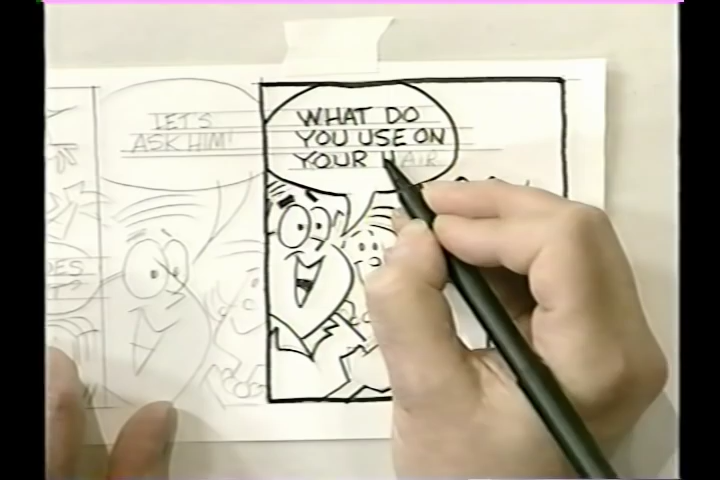 LET'S
ASK HIM!
WHAT DO
YOU USE ON
YOUR HAIR